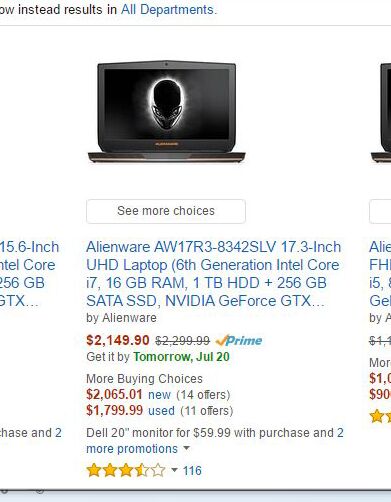 ow instead results in All Departments.
ALIENWARE
See more choices
15.6-Inch
ntel Core
256 GB
GTX...
Alienware AW17R3-8342SLV 17.3-Inch
UHD Laptop (6th Generation Intel Core
i7, 16 GB RAM, 1 TB HDD + 256 GB
SATA SSD, NVIDIA GeForce GTX...
by Alienware
$2,149.90 $2,299.99 Prime
Get it by Tomorrow, Jul 20
More Buying Choices
$2,065.01 new (14 offers)
$1,799.99 used (11 offers)
Dell 20" monitor for $59.99 with purchase and 2
more promotions
116
chase and 2
Alie
FH
i5, 8
Ge
by A
$1,1
Mor
$1,0
$90